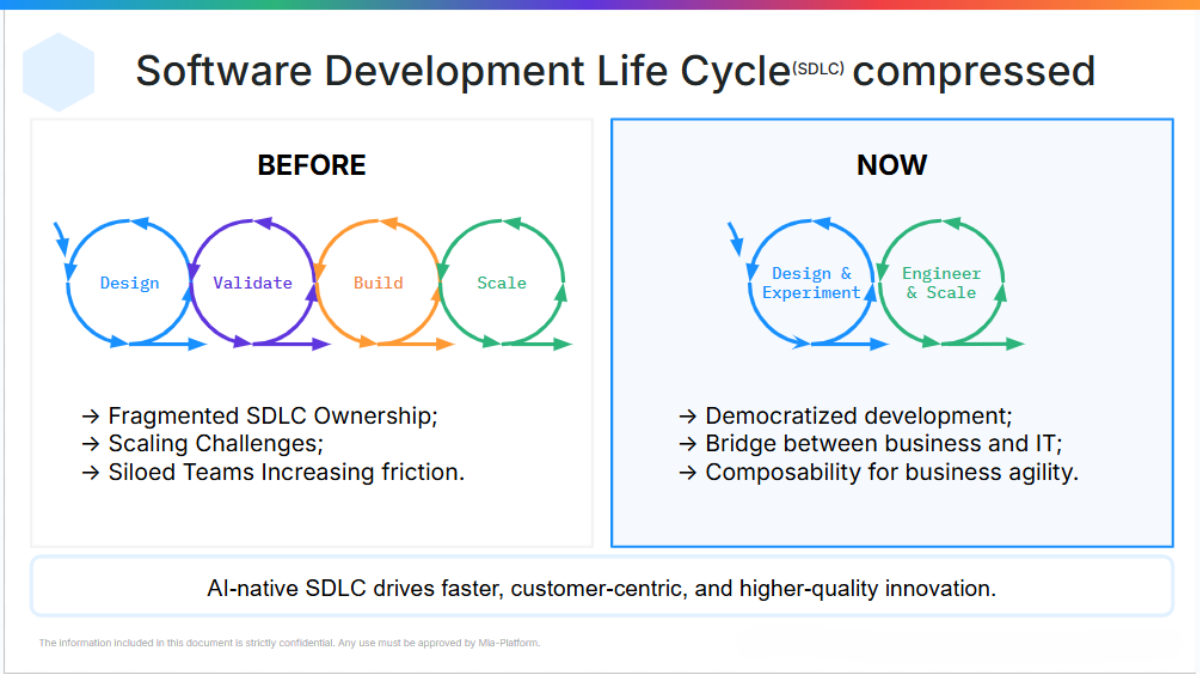 Software Development Life Cycle(SDLC) compressed
BEFORE
Design
Validate
Build
Scale
→ Fragmented SDLC Ownership;
→ Scaling Challenges;
→ Siloed Teams Increasing friction.
NOW
Design &
Experiment
Engineer
& Scale
→ Democratized development;
→ Bridge between business and IT;
→ Composability for business agility.
AI-native SDLC drives faster, customer-centric, and higher-quality innovation.
The information included in this document is strictly confidential. Any use must be approved by Mia-Platform.